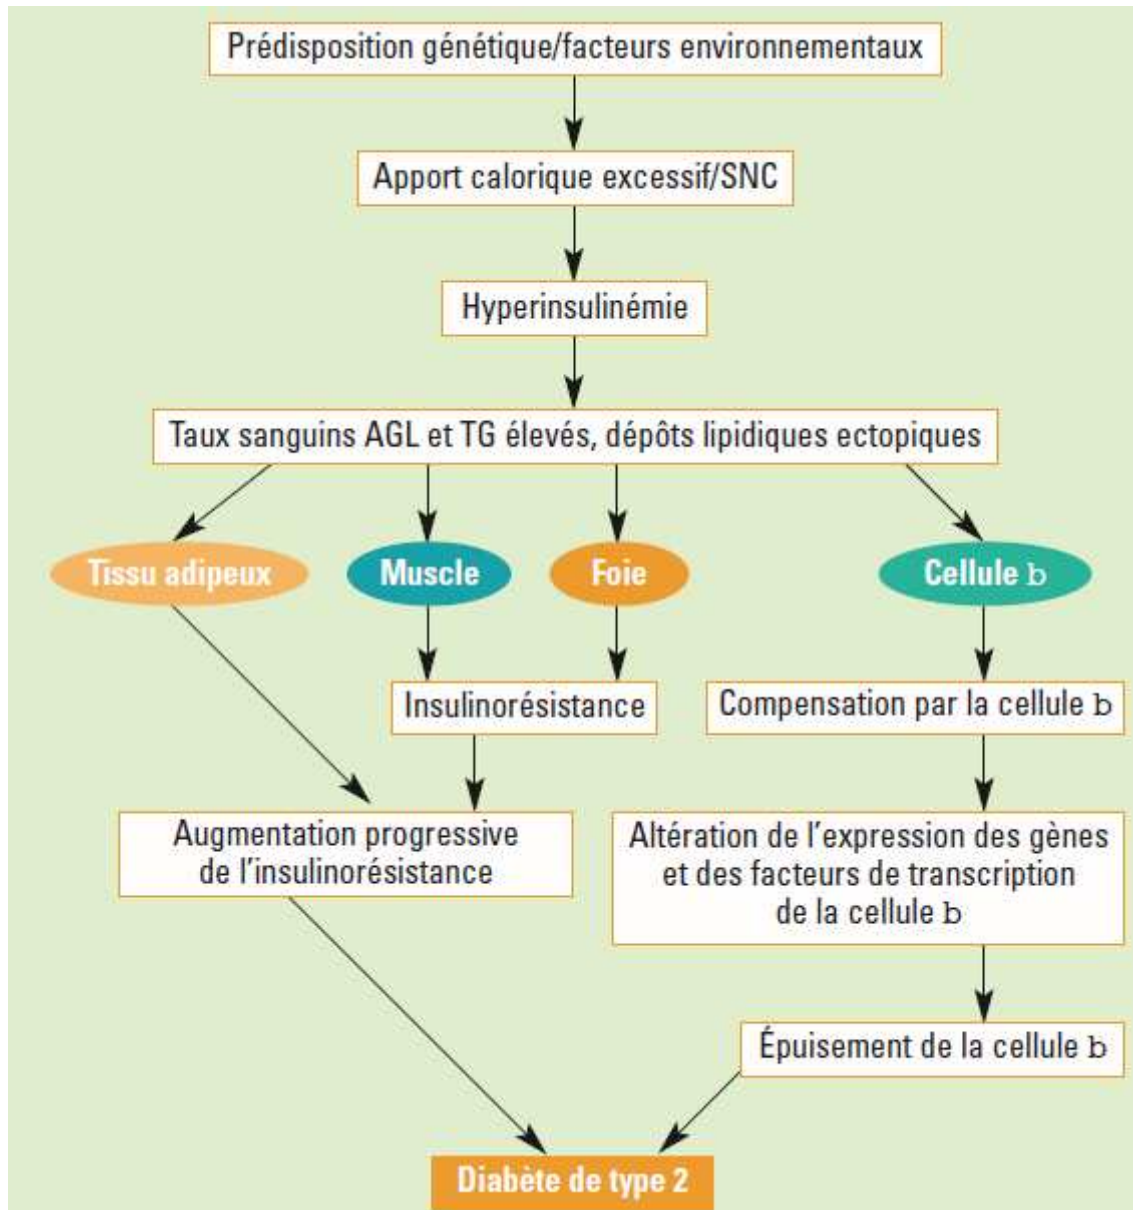 Prédisposition génétique/facteurs environnementaux
Apport calorique excessif/SNC
Hyperinsulinémie
Taux sanguins AGL et TG élevés, dépôts lipidiques ectopiques
Tissu adipeux
Muscle
Foie
Cellule b
Insulinorésistance
Compensation par la cellule b
Augmentation progressive
de l'insulinorésistance
Altération de l'expression des gènes
et des facteurs de transcription
de la cellule b
Épuisement de la cellule b
Diabète de type 2